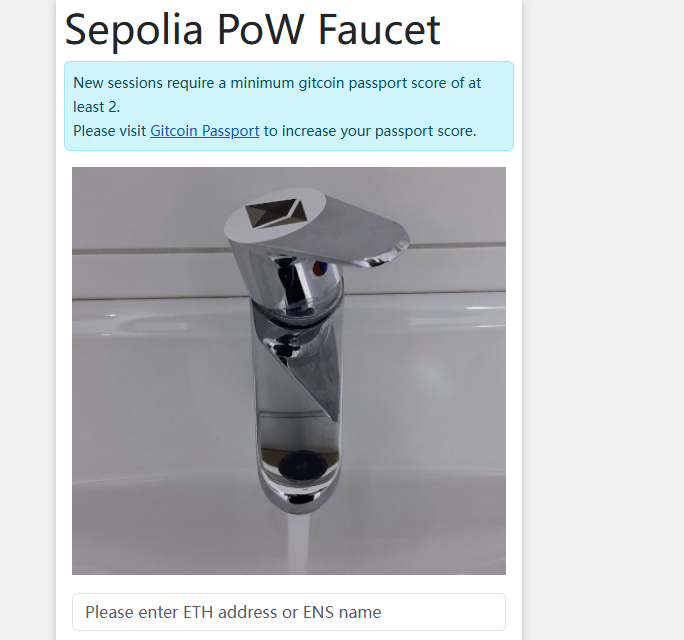 Sepolia PoW Faucet
New sessions require a minimum gitcoin passport score of at
least 2.
Please visit Gitcoin Passport to increase your passport score.
Please enter ETH address or ENS name